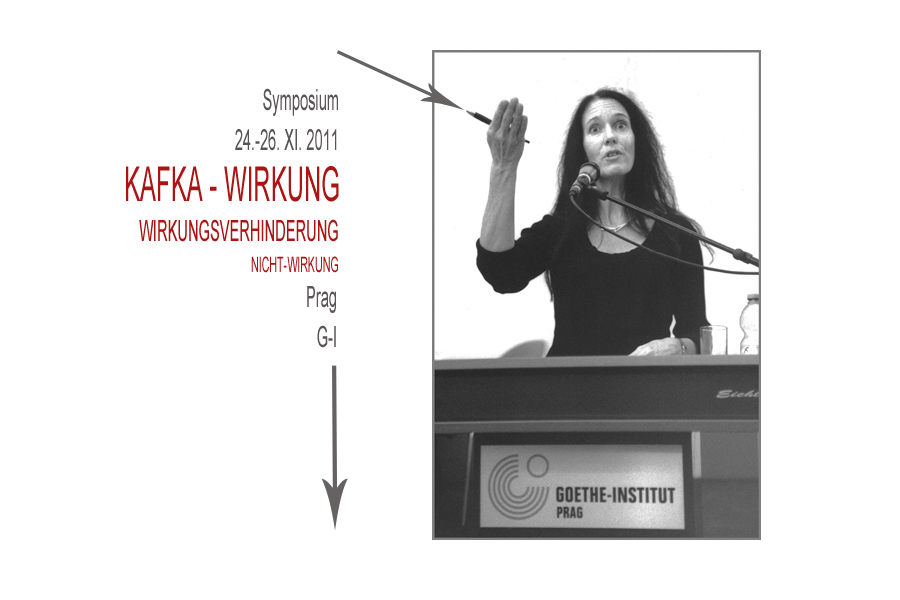 Symposium
24.-26. XI. 2011
KAFKA - WIRKUNG
WIRKUNGSVERHINDERUNG
NICHT-WIRKUNG
Prag
G-I
GOETHE-INSTITUT
PRAG